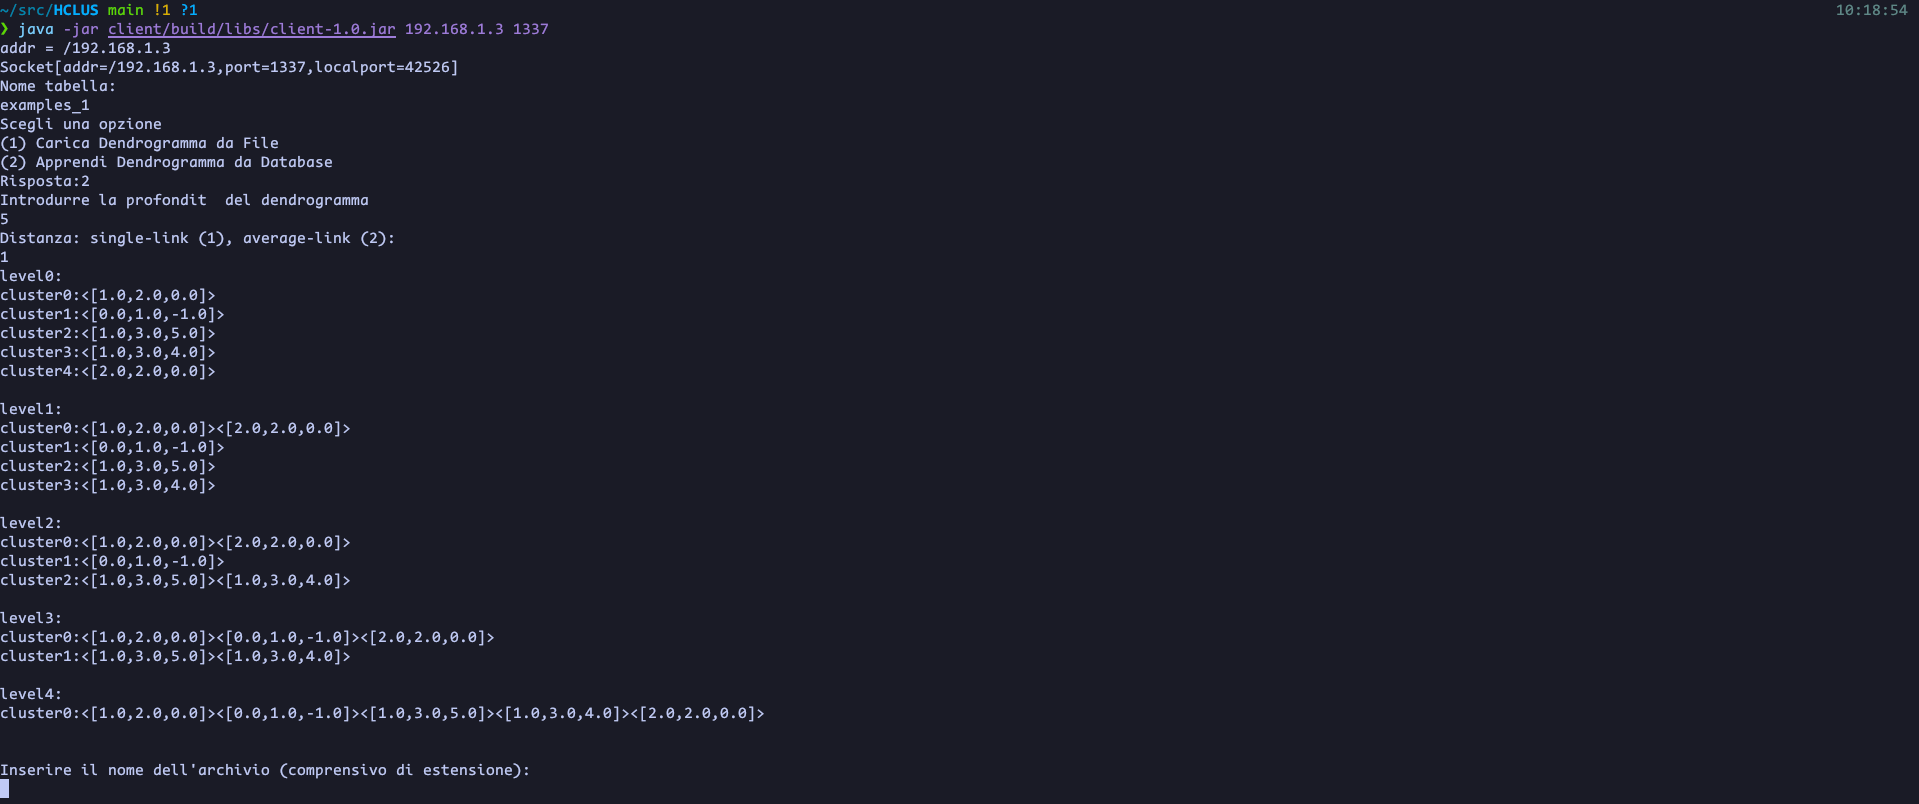 ~/src/HCLUS main !1 ?1 10:18:54
❯ java -jar client/build/libs/client-1.0.jar 192.168.1.3 1337
addr = /192.168.1.3
Socket[addr=/192.168.1.3,port=1337,localport=42526]
Nome tabella:
examples_1
Scegli una opzione
(1) Carica Dendrogramma da File
(2) Apprendi Dendrogramma da Database
Risposta:2
Introdurre la profondit  del dendrogramma
5
Distanza: single-link (1), average-link (2):
1
level0:
cluster0:<[1.0,2.0,0.0]>
cluster1:<[0.0,1.0,-1.0]>
cluster2:<[1.0,3.0,5.0]>
cluster3:<[1.0,3.0,4.0]>
cluster4:<[2.0,2.0,0.0]>

level1:
cluster0:<[1.0,2.0,0.0]><[2.0,2.0,0.0]>
cluster1:<[0.0,1.0,-1.0]>
cluster2:<[1.0,3.0,5.0]>
cluster3:<[1.0,3.0,4.0]>

level2:
cluster0:<[1.0,2.0,0.0]><[2.0,2.0,0.0]>
cluster1:<[0.0,1.0,-1.0]>
cluster2:<[1.0,3.0,5.0]><[1.0,3.0,4.0]>

level3:
cluster0:<[1.0,2.0,0.0]><[0.0,1.0,-1.0]><[2.0,2.0,0.0]>
cluster1:<[1.0,3.0,5.0]><[1.0,3.0,4.0]>

level4:
cluster0:<[1.0,2.0,0.0]><[0.0,1.0,-1.0]><[1.0,3.0,5.0]><[1.0,3.0,4.0]><[2.0,2.0,0.0]>

Inserire il nome dell'archivio (comprensivo di estensione):